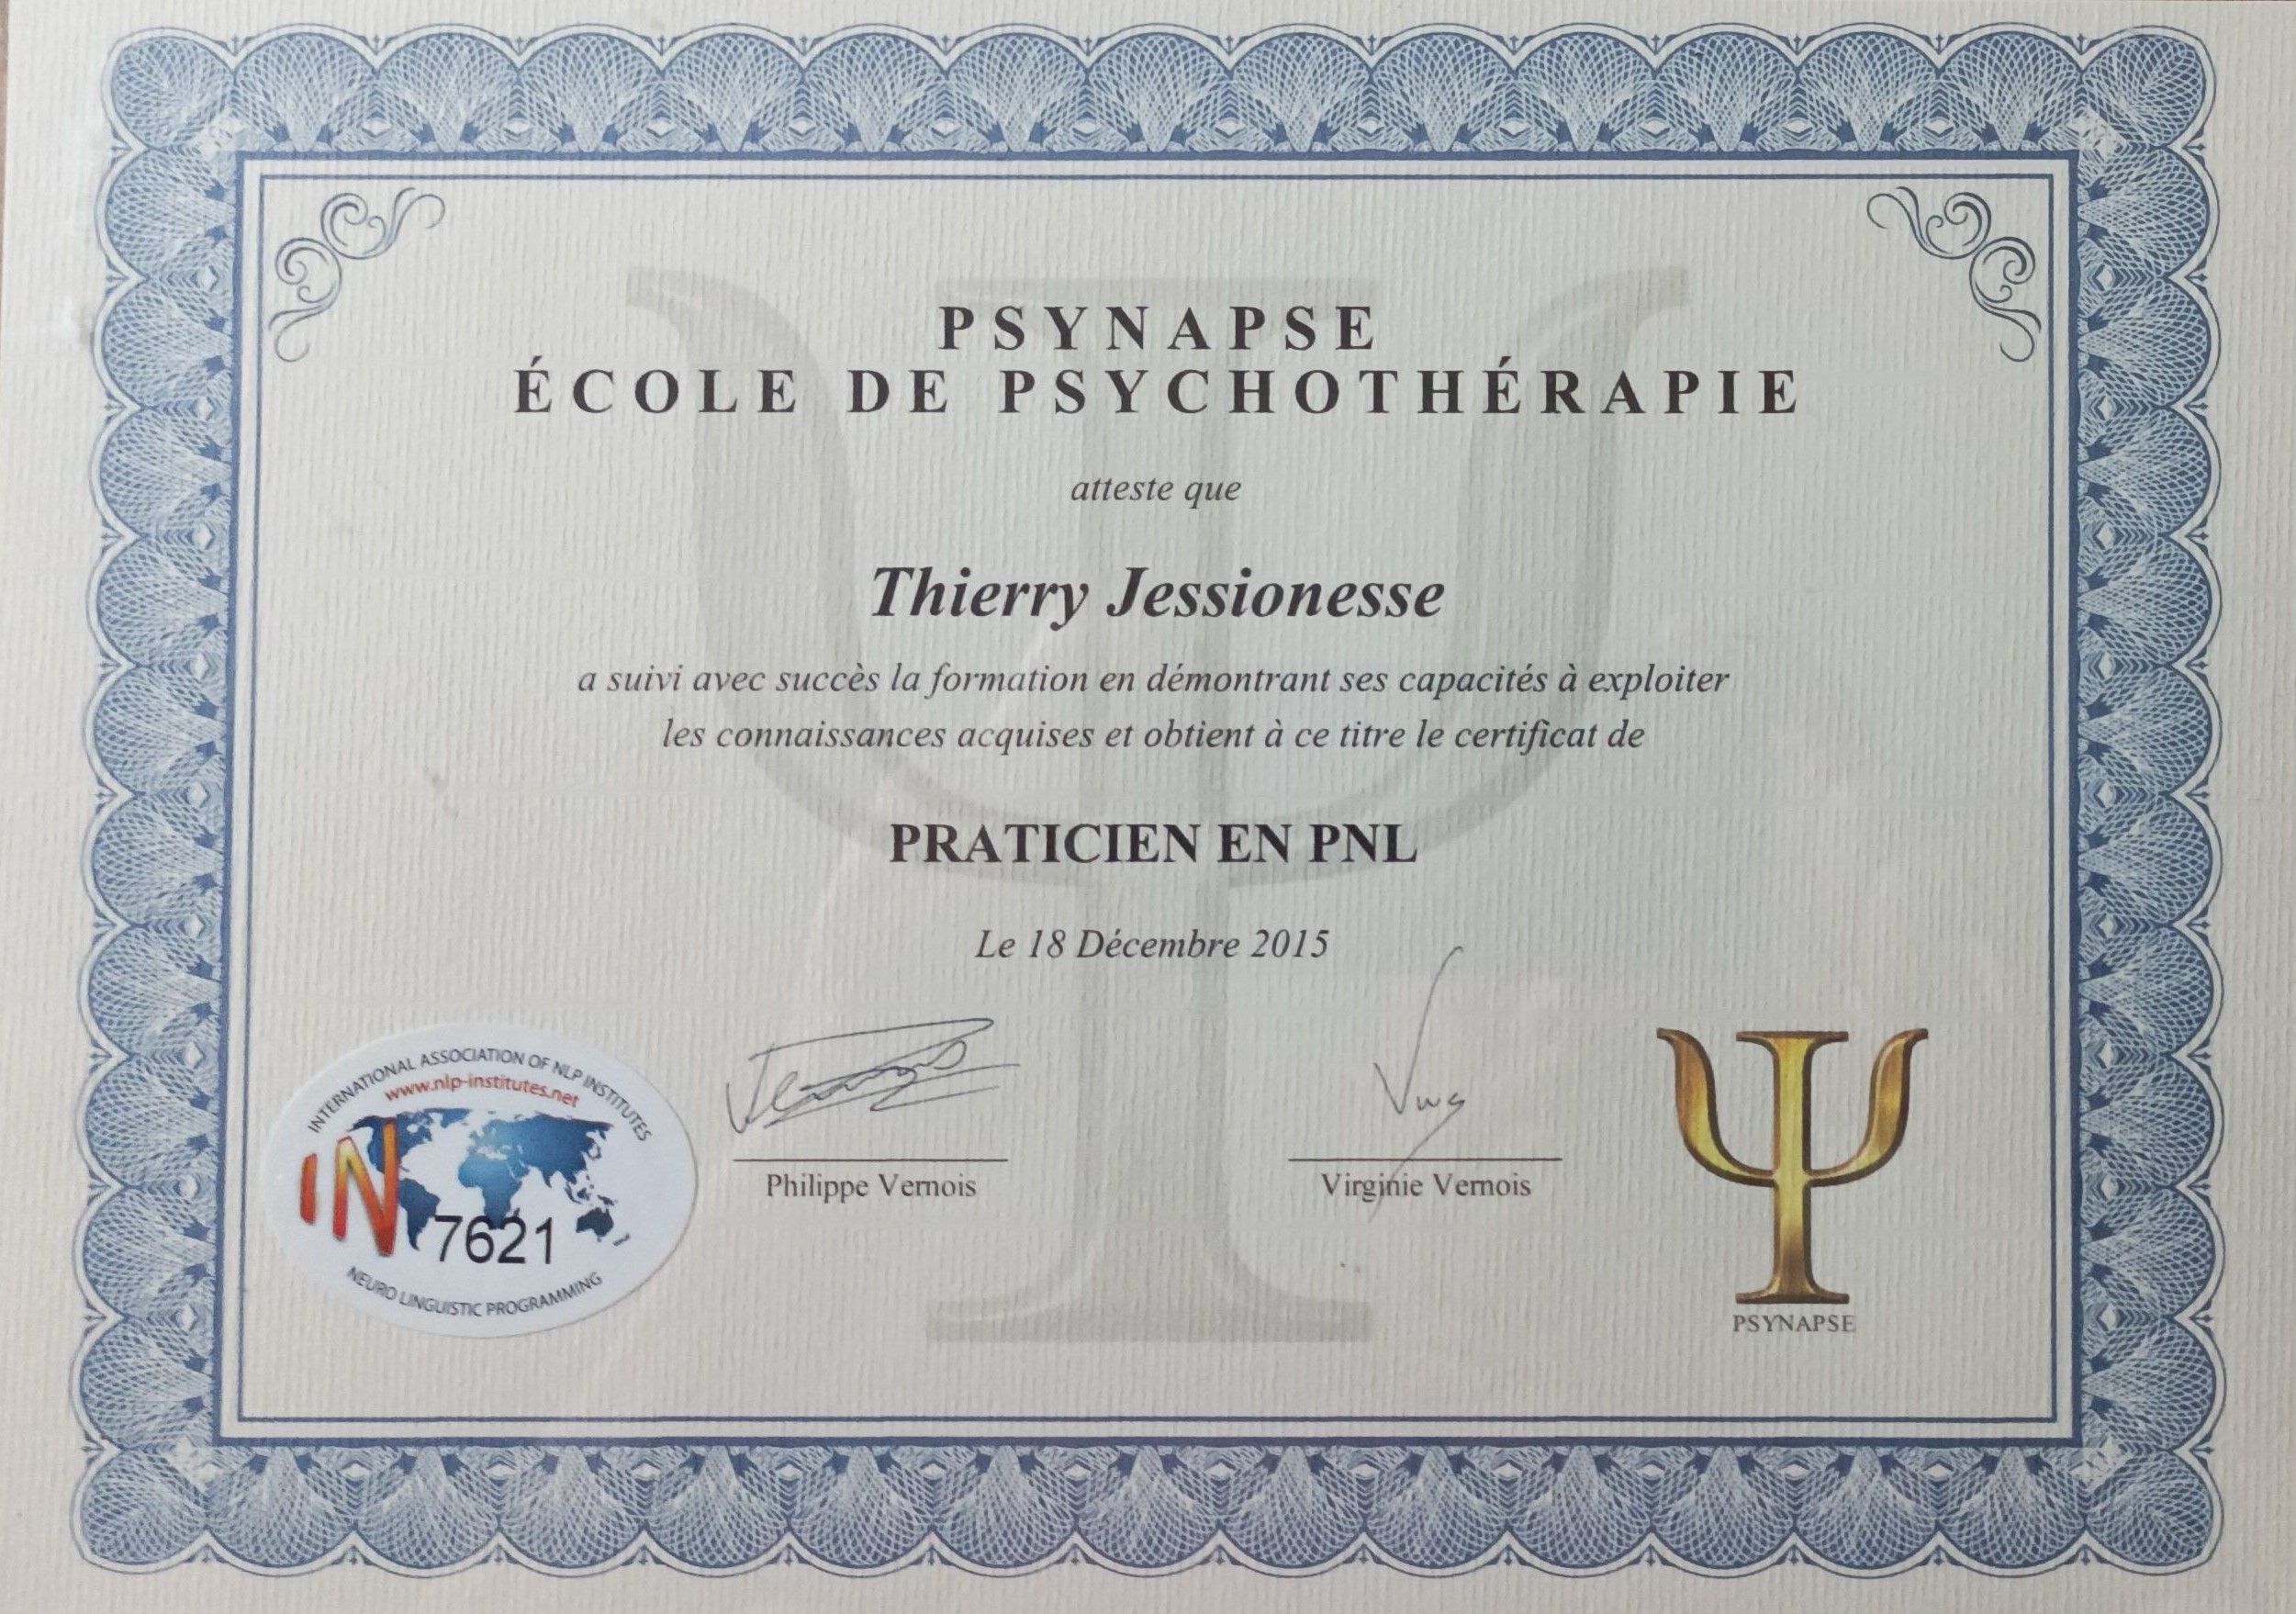 PSYNAPSE
ÉCOLE DE PSYCHOTHÉRAPIE
atteste que
Thierry Jessionesse
a suivi avec succès la formation en démontrant ses capacités à exploiter
les connaissances acquises et obtient à ce titre le certificat de
PRATICIEN EN PNL
Le 18 Décembre 2015
INTERNATIONAL ASSOCIATION OF NLP INSTITUTES
www.nlp-institutes.net
IN
7621
NEURO LINGUISTIC PROGRAMMING
Philippe Vernois
Virginie Vernois
PSYNAPSE